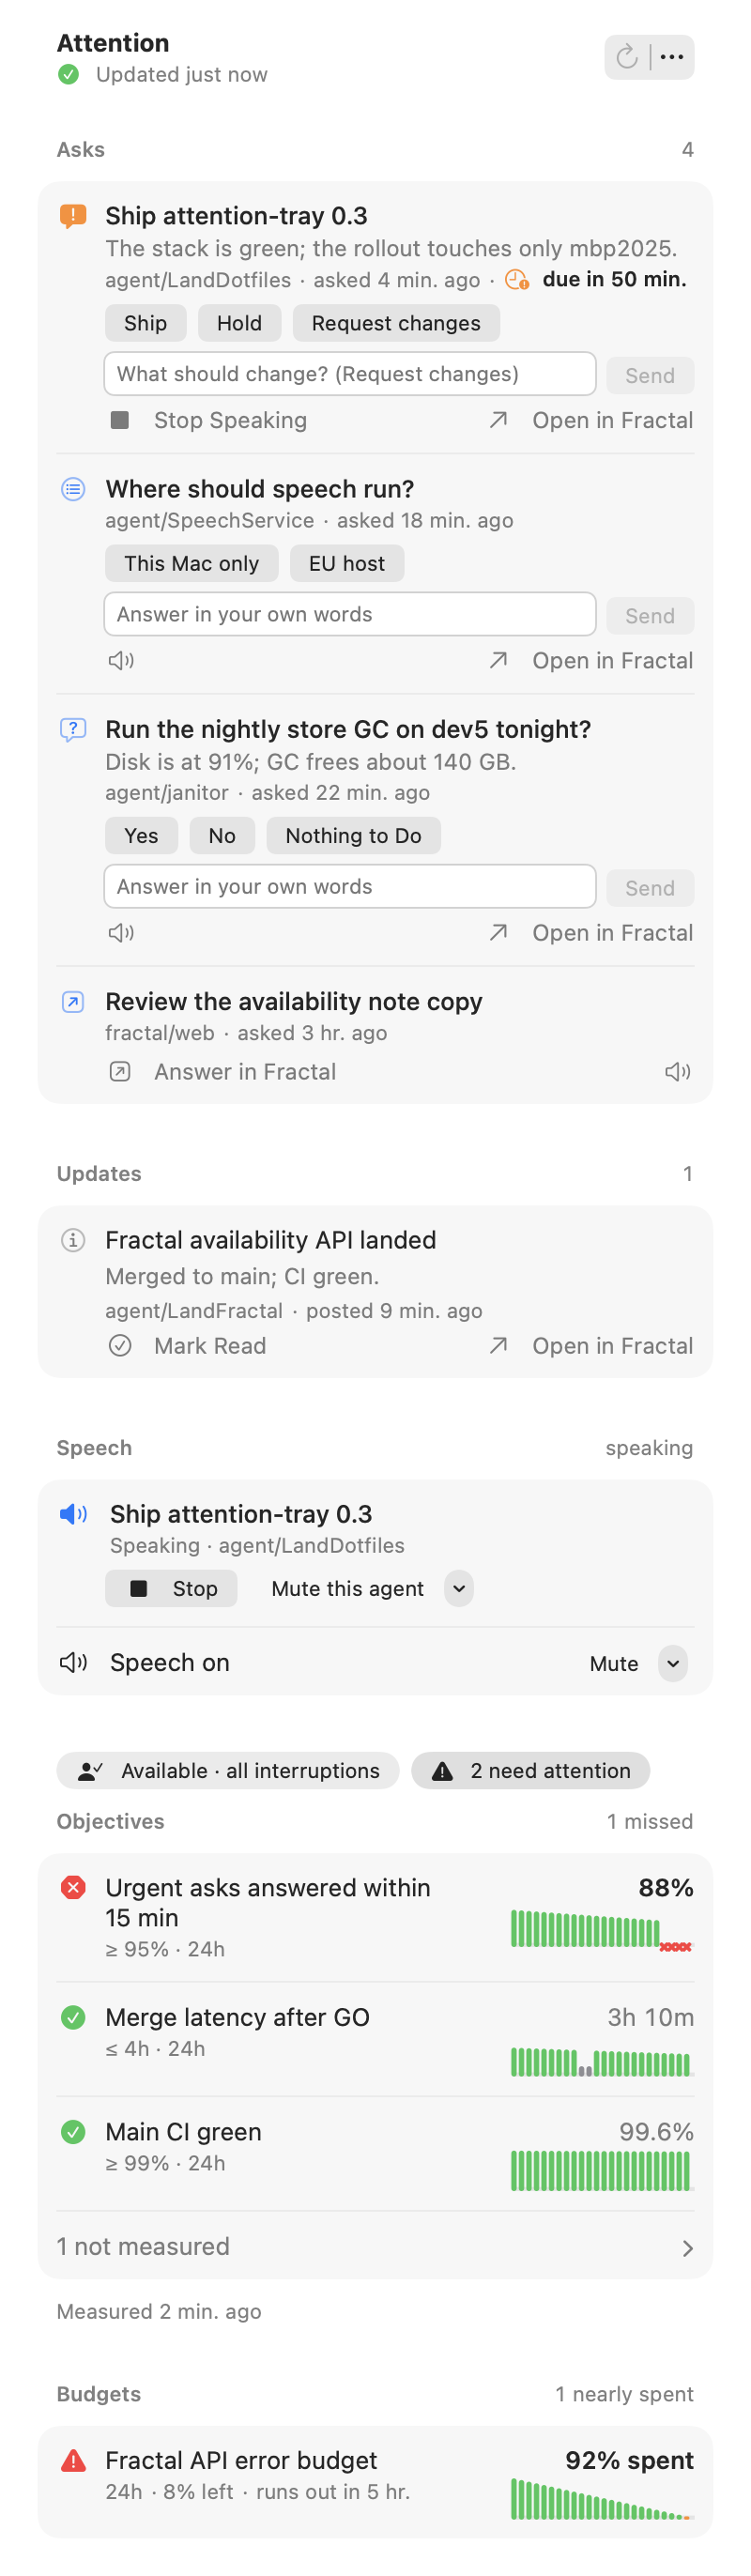 Attention
Updated just now
Asks 4
Ship attention-tray 0.3
The stack is green; the rollout touches only mbp2025.
agent/LandDotfiles · asked 4 min. ago · due in 50 min.
Ship Hold Request changes
What should change? (Request changes) Send
Stop Speaking Open in Fractal
Where should speech run?
agent/SpeechService · asked 18 min. ago
This Mac only EU host
Answer in your own words Send
Open in Fractal
Run the nightly store GC on dev5 tonight?
Disk is at 91%; GC frees about 140 GB.
agent/janitor · asked 22 min. ago
Yes No Nothing to Do
Answer in your own words Send
Open in Fractal
Review the availability note copy
fractal/web · asked 3 hr. ago
Answer in Fractal
Updates 1
Fractal availability API landed
Merged to main; CI green.
agent/LandFractal · posted 9 min. ago
Mark Read Open in Fractal
Speech speaking
Ship attention-tray 0.3
Speaking · agent/LandDotfiles
Stop Mute this agent
Speech on Mute
Available · all interruptions 2 need attention
Objectives 1 missed
Urgent asks answered within 88%
15 min
≥ 95% · 24h
Merge latency after GO 3h 10m
≤ 4h · 24h
Main CI green 99.6%
≥ 99% · 24h
1 not measured
Measured 2 min. ago
Budgets 1 nearly spent
Fractal API error budget 92% spent
24h · 8% left · runs out in 5 hr.